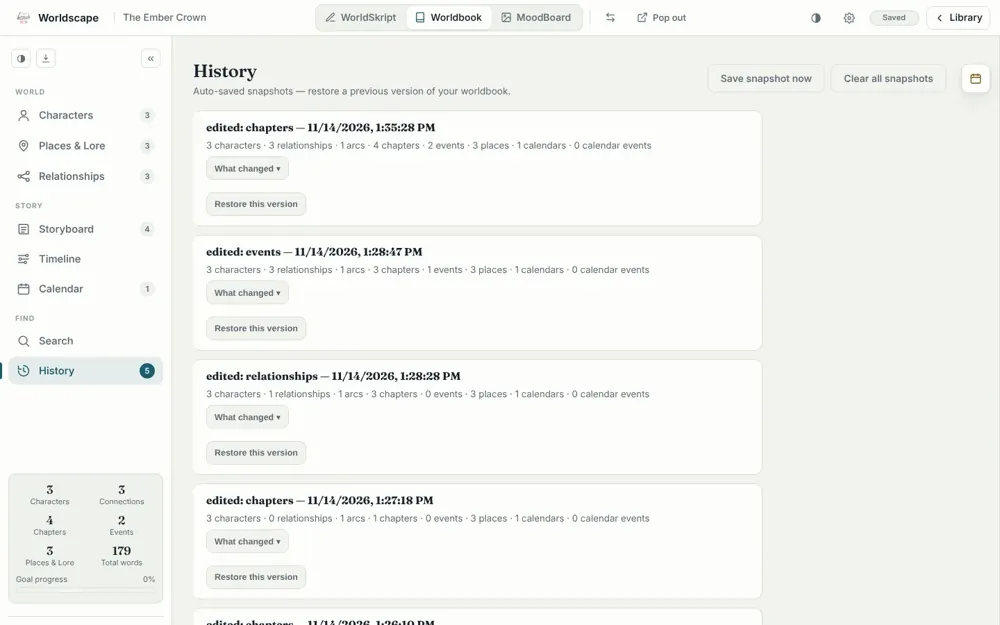 Worldscape
The Ember Crown
WorldSkript
Worldbook
MoodBoard
Pop out
Saved
Library
WORLD
Characters 3
Places & Lore 3
Relationships 3
STORY
Storyboard 4
Timeline
Calendar 1
FIND
Search
History 5
3 Characters
3 Connections
4 Chapters
2 Events
3 Places & Lore
179 Total words
Goal progress 0%
History
Auto-saved snapshots — restore a previous version of your worldbook.
Save snapshot now
Clear all snapshots
edited: chapters — 11/14/2026, 1:35:28 PM
3 characters · 3 relationships · 1 arcs · 4 chapters · 2 events · 3 places · 1 calendars · 0 calendar events
What changed ▾
Restore this version
edited: events — 11/14/2026, 1:28:47 PM
3 characters · 3 relationships · 1 arcs · 3 chapters · 1 events · 3 places · 1 calendars · 0 calendar events
What changed ▾
Restore this version
edited: relationships — 11/14/2026, 1:28:28 PM
3 characters · 1 relationships · 1 arcs · 3 chapters · 0 events · 3 places · 1 calendars · 0 calendar events
What changed ▾
Restore this version
edited: chapters — 11/14/2026, 1:27:18 PM
3 characters · 0 relationships · 1 arcs · 1 chapters · 0 events · 3 places · 1 calendars · 0 calendar events
What changed ▾
Restore this version
edited: chapters — 11/14/2026, 1:26:10 PM